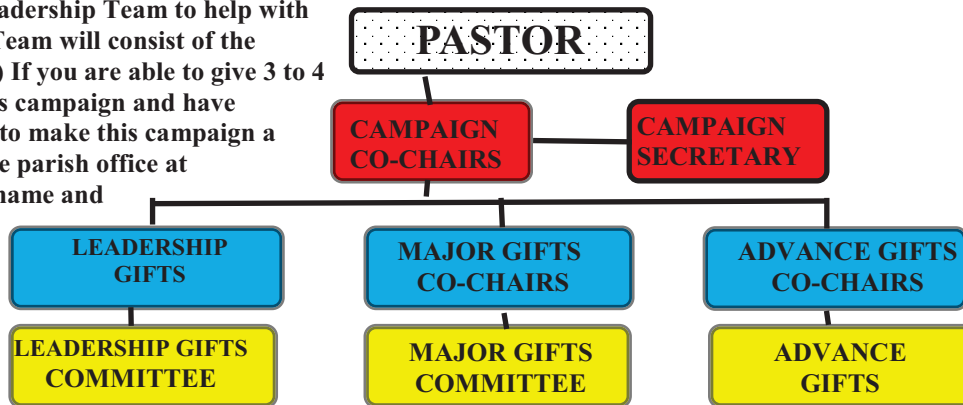 adership Team to help with
Team will consist of the
) If you are able to give 3 to 4
s campaign and have
to make this campaign a
e parish office at
name and
PASTOR
CAMPAIGN
CO-CHAIRS
CAMPAIGN
SECRETARY
LEADERSHIP
GIFTS
MAJOR GIFTS
CO-CHAIRS
ADVANCE GIFTS
CO-CHAIRS
LEADERSHIP GIFTS
COMMITTEE
MAJOR GIFTS
COMMITTEE
ADVANCE
GIFTS